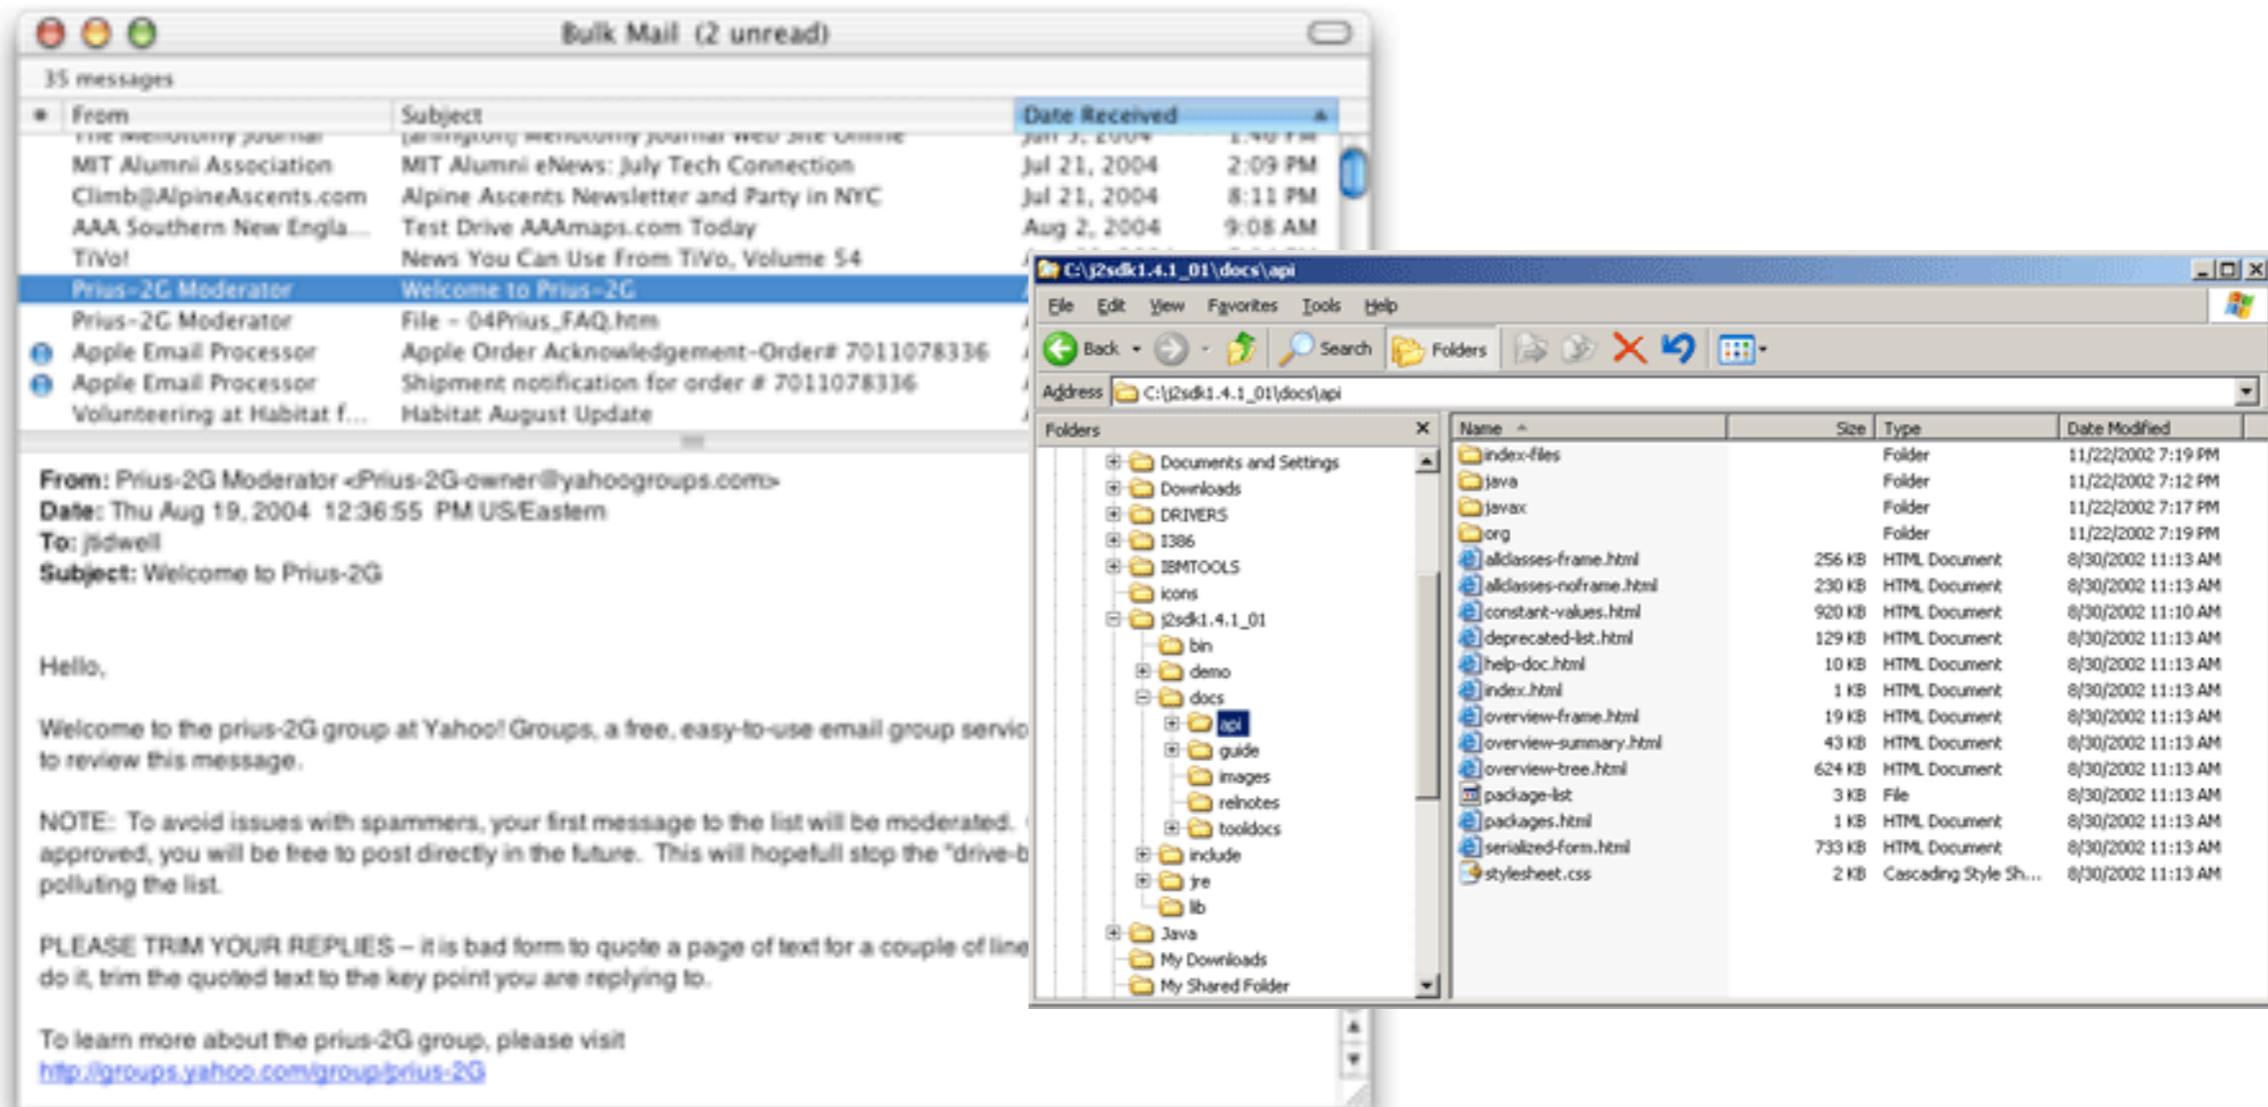 Bulk Mail (2 unread)
35 messages
From Subject Date Received
The Menotomy Journal [arlington] Menotomy Journal Web Site Online Jun 3, 2004 1:40 PM
MIT Alumni Association MIT Alumni eNews: July Tech Connection Jul 21, 2004 2:09 PM
Climb@AlpineAscents.com Alpine Ascents Newsletter and Party in NYC Jul 21, 2004 8:11 PM
AAA Southern New Engla... Test Drive AAAmaps.com Today Aug 2, 2004 9:08 AM
TiVo! News You Can Use From TiVo, Volume 54
Prius-2G Moderator Welcome to Prius-2G
Prius-2G Moderator File - 04Prius_FAQ.htm
Apple Email Processor Apple Order Acknowledgement-Order# 7011078336
Apple Email Processor Shipment notification for order # 7011078336
Volunteering at Habitat f... Habitat August Update
From: Prius-2G Moderator <Prius-2G-owner@yahoogroups.com>
Date: Thu Aug 19, 2004 12:36:55 PM US/Eastern
To: jtidwell
Subject: Welcome to Prius-2G
Hello,
Welcome to the prius-2G group at Yahoo! Groups, a free, easy-to-use email group servic
to review this message.
NOTE: To avoid issues with spammers, your first message to the list will be moderated.
approved, you will be free to post directly in the future. This will hopefull stop the "drive-b
polluting the list.
PLEASE TRIM YOUR REPLIES – it is bad form to quote a page of text for a couple of line
do it, trim the quoted text to the key point you are replying to.
To learn more about the prius-2G group, please visit
http://groups.yahoo.com/group/prius-2G
C:\j2sdk1.4.1_01\docs\api
File Edit View Favorites Tools Help
Back Search Folders
Address C:\j2sdk1.4.1_01\docs\api
Folders
Documents and Settings
Downloads
DRIVERS
I386
IBMTOOLS
icons
j2sdk1.4.1_01
bin
demo
docs
api
guide
images
relnotes
tooldocs
include
jre
lib
Java
My Downloads
My Shared Folder
Name Size Type Date Modified
index-files Folder 11/22/2002 7:19 PM
java Folder 11/22/2002 7:12 PM
javax Folder 11/22/2002 7:17 PM
org Folder 11/22/2002 7:19 PM
allclasses-frame.html 256 KB HTML Document 8/30/2002 11:13 AM
allclasses-noframe.html 230 KB HTML Document 8/30/2002 11:13 AM
constant-values.html 920 KB HTML Document 8/30/2002 11:10 AM
deprecated-list.html 129 KB HTML Document 8/30/2002 11:13 AM
help-doc.html 10 KB HTML Document 8/30/2002 11:13 AM
index.html 1 KB HTML Document 8/30/2002 11:13 AM
overview-frame.html 19 KB HTML Document 8/30/2002 11:13 AM
overview-summary.html 43 KB HTML Document 8/30/2002 11:13 AM
overview-tree.html 624 KB HTML Document 8/30/2002 11:13 AM
package-list 3 KB File 8/30/2002 11:13 AM
packages.html 1 KB HTML Document 8/30/2002 11:13 AM
serialized-form.html 733 KB HTML Document 8/30/2002 11:13 AM
stylesheet.css 2 KB Cascading Style Sh... 8/30/2002 11:13 AM